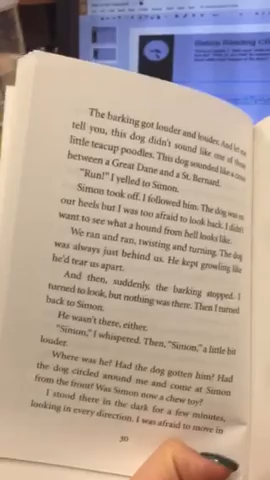 The barking got louder and louder. And let me
tell you, this dog didn't sound like one of those
little teacup poodles. This dog sounded like a cross
between a Great Dane and a St. Bernard.
"Run!" I yelled to Simon.
Simon took off. I followed him. The dog was on
our heels but I was too afraid to look back. I didn't
want to see what a hound from hell looks like.
We ran and ran, twisting and turning. The dog
was always just behind us. He kept growling like
he'd tear us apart.
And then, suddenly, the barking stopped. I
turned to look, but nothing was there. Then I turned
back to Simon.
He wasn't there, either.
"Simon," I whispered. Then, "Simon," a little bit
louder.
Where was he? Had the dog gotten him? Had
the dog circled around me and come at Simon
from the front? Was Simon now a chew toy?
I stood there in the dark for a few minutes,
looking in every direction. I was afraid to move in
30